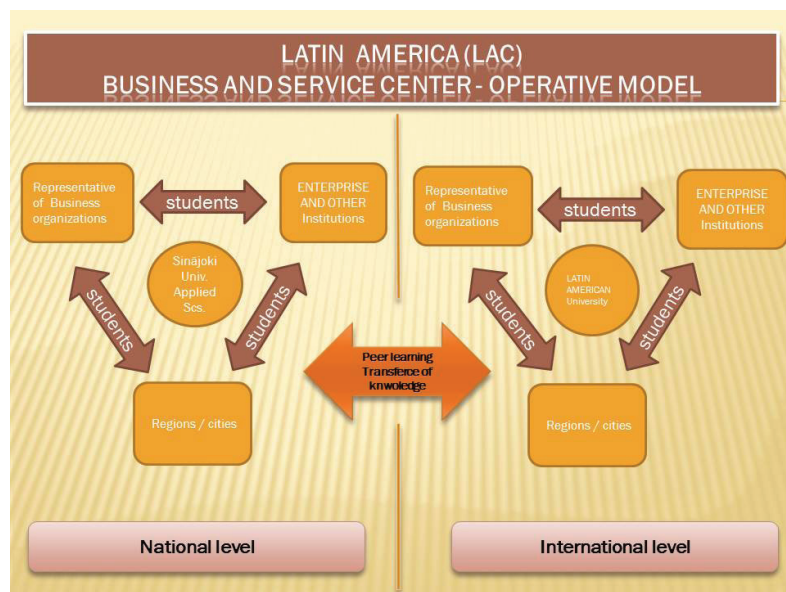 LATIN AMERICA (LAC)
BUSINESS AND SERVICE CENTER - OPERATIVE MODEL
Representative
of Business
organizations
students
ENTERPRISE
AND OTHER
Institutions
Sinäjoki
Univ.
Applied
Scs.
students
students
Regions / cities
National level
Peer learning
Transferce of
knwoledge
Representative
of Business
organizations
students
ENTERPRISE
AND OTHER
Institutions
LATIN
AMERICAN
University
students
students
Regions / cities
International level